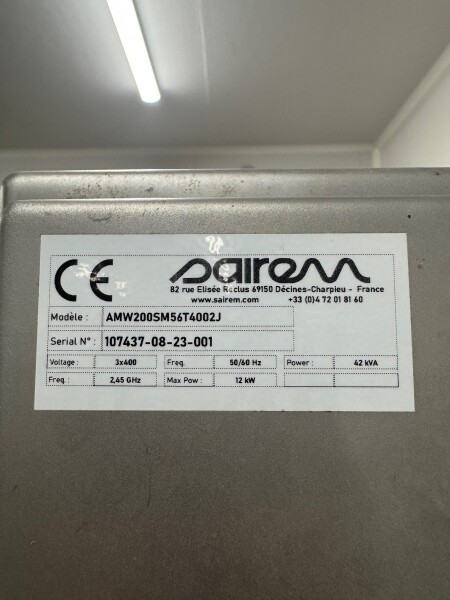 CE
sairem
82 rue Elisée Reclus 69150 Décines-Charpieu - France
www.sairem.com +33 (0)4 72 01 81 60
Modèle : AMW200SM56T4002J
Serial N° : 107437-08-23-001
Voltage : 3x400 Freq. 50/60 Hz Power : 42 kVA
Freq. : 2,45 GHz Max Pow : 12 kW